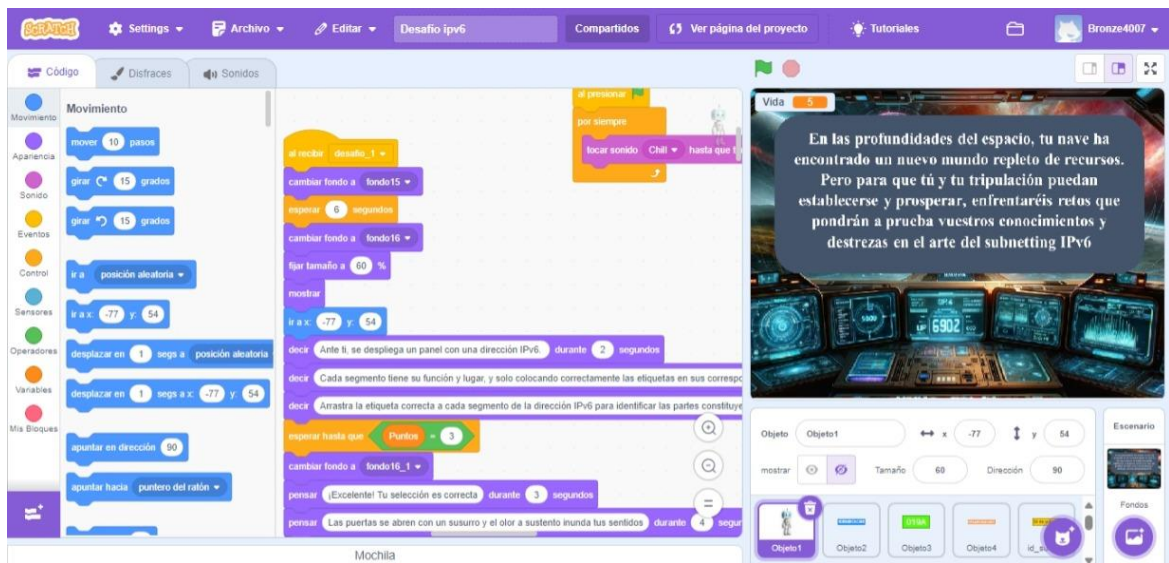 SCRATCH Settings Archivo Editar Desafio ipv6 Compartidos Ver página del proyecto Tutoriales Bronze4007
Código Disfraces Sonidos
Movimiento
Apariencia
Sonido
Eventos
Control
Sensores
Operadores
Variables
Mis Bloques
Movimiento
mover 10 pasos
girar 15 grados
girar 15 grados
ir a posición aleatoria
ir a x: -77 y: 54
desplazar en 1 segs a posición aleatoria
desplazar en 1 segs a x: -77 y: 54
apuntar en dirección 90
apuntar hacia puntero del ratón
al presionar
por siempre
tocar sonido Chill hasta que
al recibir desafio_1
cambiar fondo a fondo15
esperar 6 segundos
cambiar fondo a fondo16
fijar tamaño a 60 %
mostrar
ir a x: -77 y: 54
decir Ante ti, se despliega un panel con una dirección IPv6. durante 2 segundos
decir Cada segmento tiene su función y lugar, y solo colocando correctamente las etiquetas en sus
decir Arrastra la etiqueta correcta a cada segmento de la dirección IPv6 para identificar las partes
esperar hasta que Puntos = 3
cambiar fondo a fondo16_1
pensar ¡Excelente! Tu selección es correcta durante 3 segundos
pensar Las puertas se abren con un susurro y el olor a sustento inunda tus sentidos durante 4
Mochila
Vida 5
En las profundidades del espacio, tu nave ha
encontrado un nuevo mundo repleto de recursos.
Pero para que tú y tu tripulación puedan
establecerse y prosperar, enfrentaréis retos que
pondrán a prueba vuestros conocimientos y
destrezas en el arte del subnetting IPv6
6902
Objeto Objeto1 x -77 y 54
mostrar Tamaño 60 Dirección 90
019A
Objeto1 Objeto2 Objeto3 Objeto4
Escenario
Fondos